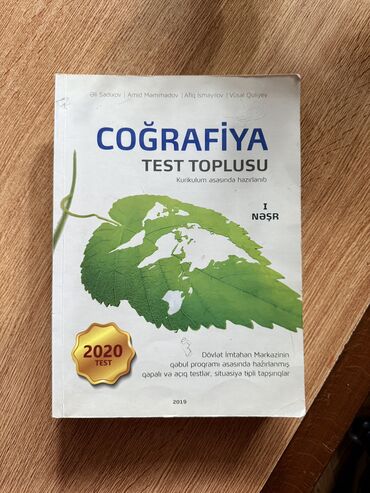 Əli Sadıqov | Amid Məmmədov | Afiq İsmayılov | Vüsal Quliyev
COĞRAFİYA
TEST TOPLUSU
Kurikulum əsasında hazırlanıb
I
NƏŞR
2020
TEST
Dövlət İmtahan Mərkəzinin
qəbul proqramı əsasında hazırlanmış
qapalı və açıq testlər, situasiya tipli tapşırıqlar
2019